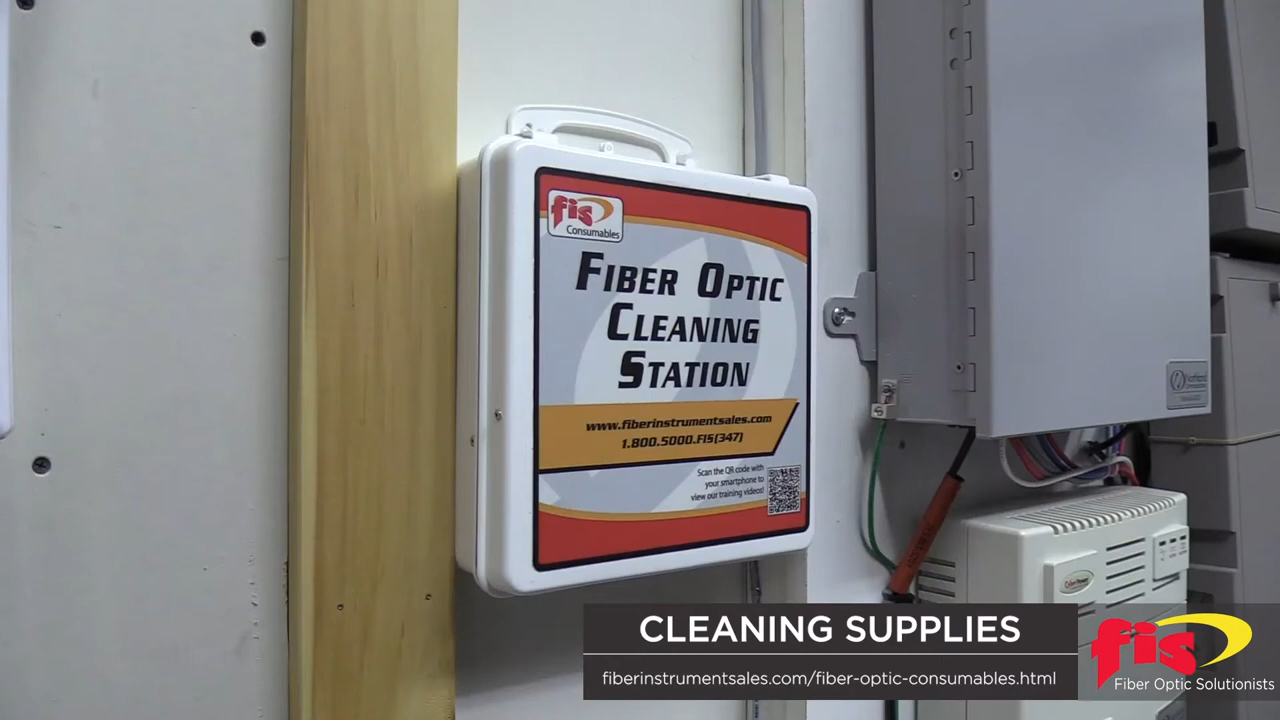 fis
Consumables
FIBER OPTIC
CLEANING
STATION
www.fiberinstrumentsales.com
1.800.5000.FIS(347)
Scan the QR code with
your smartphone to
view our training videos!
CyberPower
CLEANING SUPPLIES
fiberinstrumentsales.com/fiber-optic-consumables.html
fis
Fiber Optic Solutionists